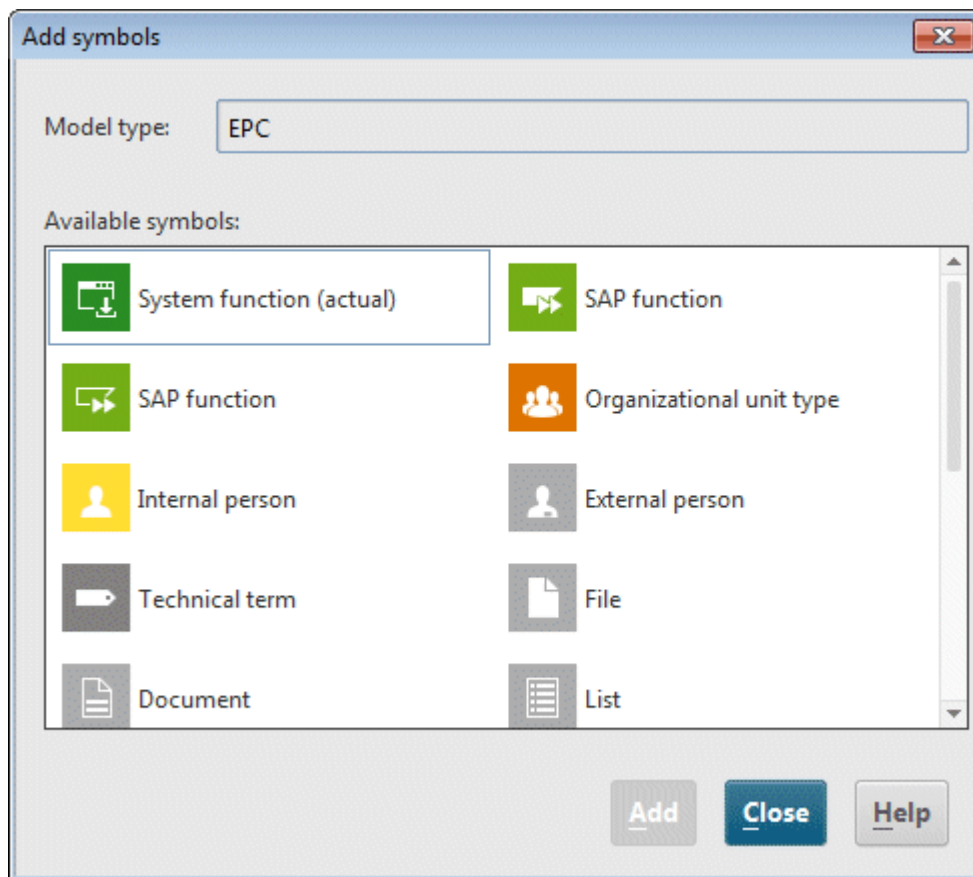 Add symbols
Model type: EPC
Available symbols:
System function (actual) SAP function
SAP function Organizational unit type
Internal person External person
Technical term File
Document List
Add Close Help